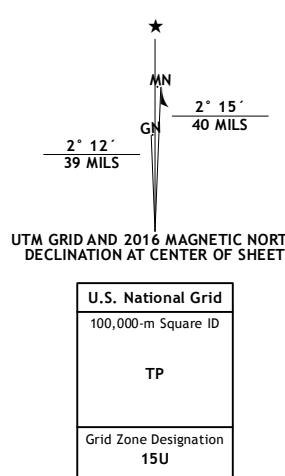 ★
MN
2° 15´
GN
40 MILS
2° 12´
39 MILS
UTM GRID AND 2016 MAGNETIC NORT
DECLINATION AT CENTER OF SHEET
U.S. National Grid
100,000-m Square ID
TP
Grid Zone Designation
15U